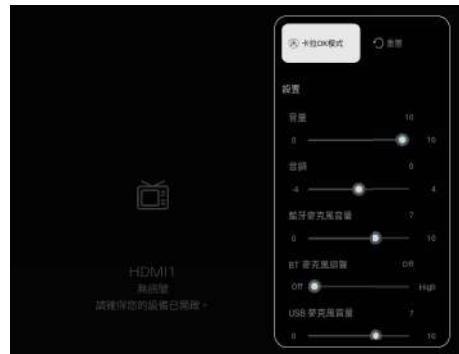 卡拉OK模式
重置
設置
音量 10
0 10
音調 0
-4 4
藍牙麥克風音量 7
0 10
BT 麥克風迴聲 Off
Off High
USB 麥克風音量 7
0 10
HDMI1
無訊號
請確保您的設備已開啟。